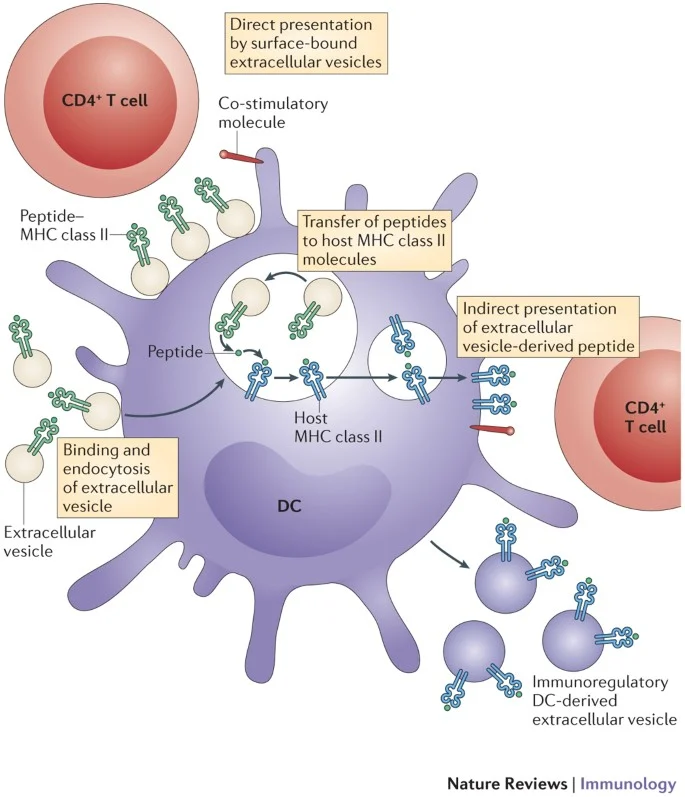 Direct presentation
by surface-bound
extracellular vesicles
CD4⁺ T cell
Co-stimulatory
molecule
Peptide–
MHC class II
Transfer of peptides
to host MHC class II
molecules
Indirect presentation
of extracellular
vesicle-derived peptide
Peptide
CD4⁺
T cell
Host
MHC class II
Binding and
endocytosis
of extracellular
vesicle
DC
Extracellular
vesicle
Immunoregulatory
DC-derived
extracellular vesicle
Nature Reviews | Immunology